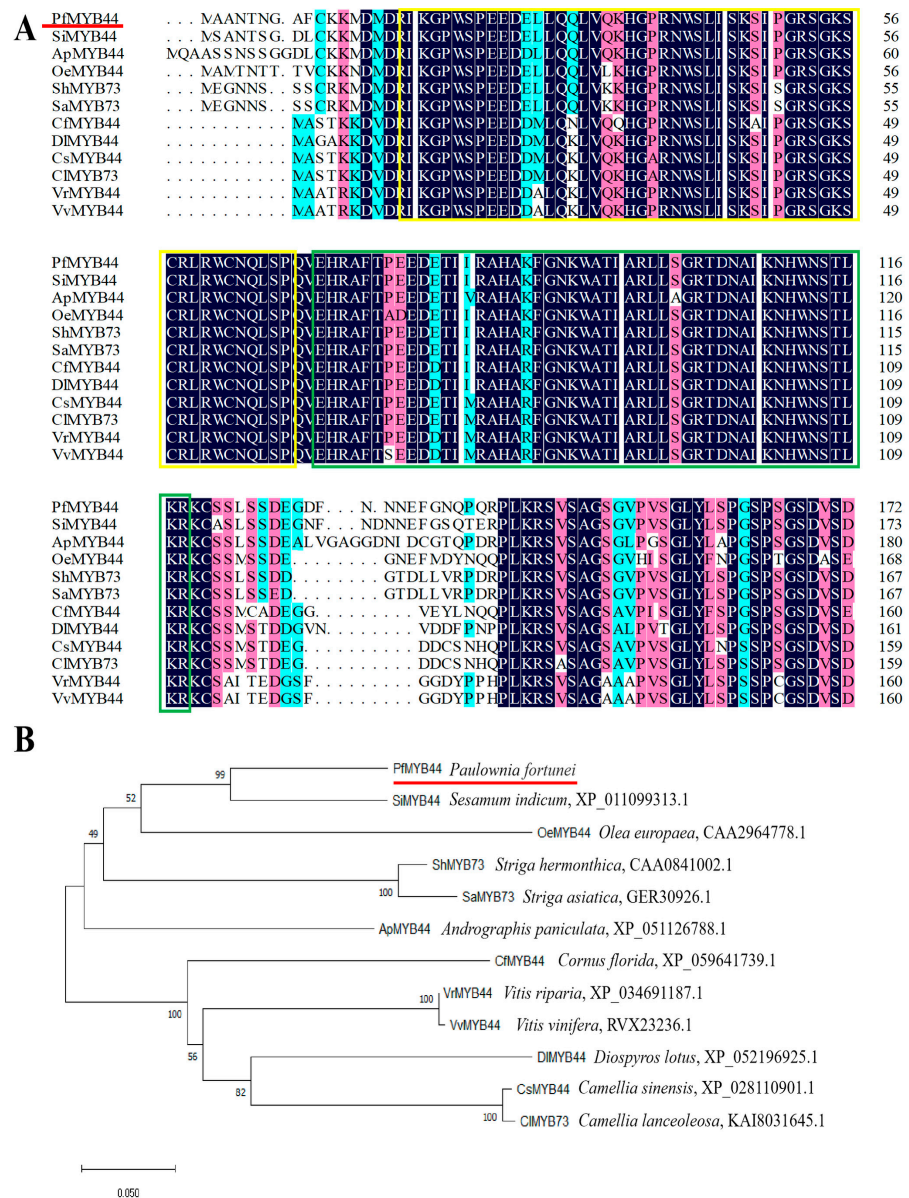 A
PfMYB44 ...MAANTNG.AFCKKMDMDRIKGPWSPEEDELLQQLVQKHGPRNWSLISKSIPGRSGKS 56
SiMYB44 ...MSANTSG.DLCKKMDMDRIKGPWSPEEDELLQQLVQKHGPRNWSLISKSIPGRSGKS 56
ApMYB44 MQAASSNSSGGDLCKKMDMDRIKGPWSPEEDELLQQLVQKHGPRNWSLISKSIPGRSGKS 60
OeMYB44 ...MAMTNTT.TVCKKNDMDRIKGPWSPEEDELLQQLVLKHGPRNWSLISKSIPGRSGKS 56
ShMYB73 ...MEGNNS..SSCRKMDMDRIKGPWSPEEDELLQQLVKKHGPRNWSLISKSIPSRSGKS 55
SaMYB73 ...MEGNNS..SSCRKMDMDRIKGPWSPEEDELLQQLVKKHGPRNWSLISKSIPSRSGKS 55
CfMYB44 ...........MASTKKDVDRIKGPWSPEEDDMLQNLVQQHGPRNWSLISKAIPGRSGKS 49
DlMYB44 ...........MAGAKKDVDRIKGPWSPEEDDMLQKLVQKHGPRNWSLISKSIPGRSGKS 49
CsMYB44 ...........MASTKKDVDRIKGPWSPEEDDMLQKLVQKHGARNWSLISKSIPGRSGKS 49
ClMYB73 ...........MASTKKDVDRIKGPWSPEEDDMLQKLVQKHGARNWSLISKSIPGRSGKS 49
VrMYB44 ...........MAATRKDVDRIKGPWSPEEDDALQKLVQKHGPRNWSLISKSIPGRSGKS 49
VvMYB44 ...........MAATRKDVDRIKGPWSPEEDDALQKLVQKHGPRNWSLISKSIPGRSGKS 49
PfMYB44 CRLRWCNQLSPQVEHRAFTPEEDETIIRAHAKFGNKWATIARLLSGRTDNAIKNHWNSTL 116
SiMYB44 CRLRWCNQLSPQVEHRAFTPEEDETIIRAHAKFGNKWATIARLLSGRTDNAIKNHWNSTL 116
ApMYB44 CRLRWCNQLSPQVEHRAFTPEEDETIVRAHAKFGNKWATIARLLAGRTDNAIKNHWNSTL 120
OeMYB44 CRLRWCNQLSPQVEHRAFTADEDETIIRAHAKFGNKWATIARLLSGRTDNAIKNHWNSTL 116
ShMYB73 CRLRWCNQLSPQVEHRAFTPEEDETIIRAHAKFGNKWATIARLLSGRTDNAIKNHWNSTL 115
SaMYB73 CRLRWCNQLSPQVEHRAFTPEEDETIIRAHAKFGNKWATIARLLSGRTDNAIKNHWNSTL 115
CfMYB44 CRLRWCNQLSPQVEHRAFTPEEDDTIIRAHARFGNKWATIARLLSGRTDNAIKNHWNSTL 109
DlMYB44 CRLRWCNQLSPQVEHRAFTPEEDETIIRAHARFGNKWATIARLLSGRTDNAIKNHWNSTL 109
CsMYB44 CRLRWCNQLSPQVEHRAFTPEEDETIMRAHARFGNKWATIARLLSGRTDNAIKNHWNSTL 109
ClMYB73 CRLRWCNQLSPQVEHRAFTPEEDETIMRAHARFGNKWATIARLLSGRTDNAIKNHWNSTL 109
VrMYB44 CRLRWCNQLSPQVEHRAFTPEEDDTIMRAHARFGNKWATIARLLSGRTDNAIKNHWNSTL 109
VvMYB44 CRLRWCNQLSPQVEHRAFTSEEDDTIMRAHARFGNKWATIARLLSGRTDNAIKNHWNSTL 109
PfMYB44 KRKCSSLSSDEGDF...N.NNEFGNQPQRPLKRSVSAGSGVPVSGLYLSPGSPSGSDVSD 172
SiMYB44 KRKCASLSSDEGNF...NDNNEFGSQTERPLKRSVSAGSGVPVSGLYLSPGSPSGSDVSD 173
ApMYB44 KRKCSSLSSDEALVGAGGDNIDCGTQPDRPLKRSVSAGSGLPGSGLYLAPGSPSGSDVSD 180
OeMYB44 KRKCSSMSSDE........GNEFMDYNQQPLKRSVSAGSGVHISGLYFNPGSPTGSDASE 168
ShMYB73 KRKCSSLSSDD........GTDLLVRPDRPLKRSVSAGSGVPVSGLYLSPGSPSGSDVSD 167
SaMYB73 KRKCSSLSSED........GTDLLVRPDRPLKRSVSAGSGVPVSGLYLSPGSPSGSDVSD 167
CfMYB44 KRKCSSMCADEGG.......VEYLNQQPLKRSVSAGSAVPISGLYFSPGSPSGSDVSE 160
DlMYB44 KRKCSSMSTDDGVN.......VDDFPNPPLKRSVSAGSALPVTGLYLSPGSPSGSDVSD 161
CsMYB44 KRKCSSMSTDEG.........DDCSNHQPLKRSVSAGSAVPVSGLYLNPSSPSGSDVSD 159
ClMYB73 KRKCSSMSTDEG.........DDCSNHQPLKRSASAGSAVPVSGLYLSPSSPSGSDVSD 159
VrMYB44 KRKCSAITEDGSF........GGDYPPHPLKRSVSAGAAAPVSGLYLSPSSPCGSDVSD 160
VvMYB44 KRKCSAITEDGSF........GGDYPPHPLKRSVSAGAAAPVSGLYLSPSSPCGSDVSD 160
B
99 PfMYB44 Paulownia fortunei
52 SiMYB44 Sesamum indicum, XP_011099313.1
49 OeMYB44 Olea europaea, CAA2964778.1
ShMYB73 Striga hermonthica, CAA0841002.1
100 SaMYB73 Striga asiatica, GER30926.1
ApMYB44 Andrographis paniculata, XP_051126788.1
CfMYB44 Cornus florida, XP_059641739.1
100 VrMYB44 Vitis riparia, XP_034691187.1
100 VvMYB44 Vitis vinifera, RVX23236.1
56 DlMYB44 Diospyros lotus, XP_052196925.1
82 CsMYB44 Camellia sinensis, XP_028110901.1
100 ClMYB73 Camellia lanceoleosa, KAI8031645.1
0.050